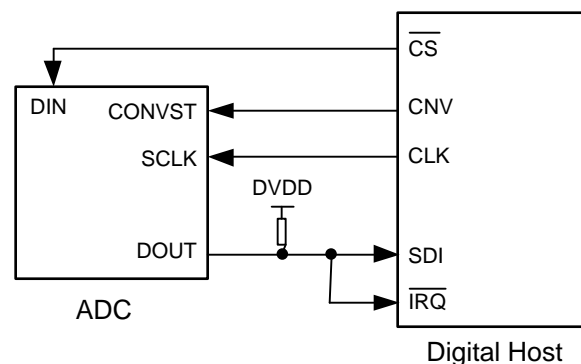 CS
DIN
CONVST
CNV
SCLK
CLK
DVDD
DOUT
SDI
IRQ
ADC
Digital Host